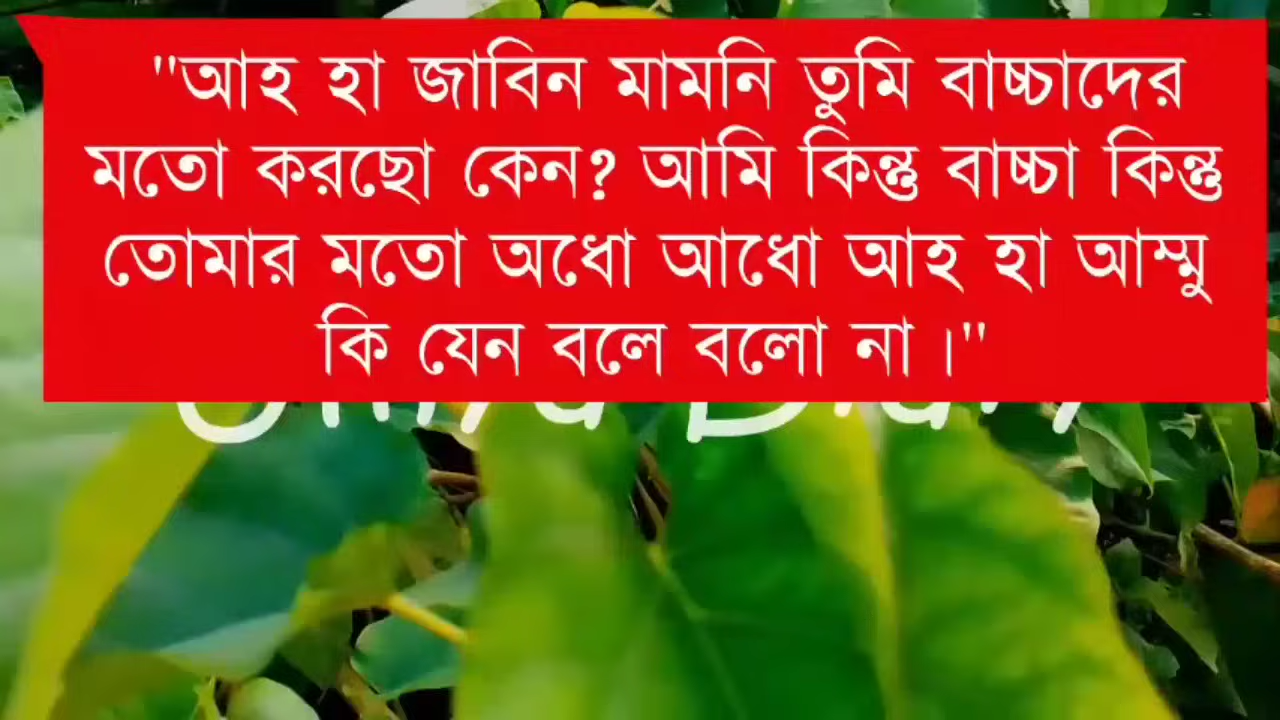 "আহ হা জাবিন মামনি তুমি বাচ্চাদের
মতো করছো কেন? আমি কিন্তু বাচ্চা কিন্তু
তোমার মতো অধো আধো আহ হা আম্মু
কি যেন বলে বলো না।"